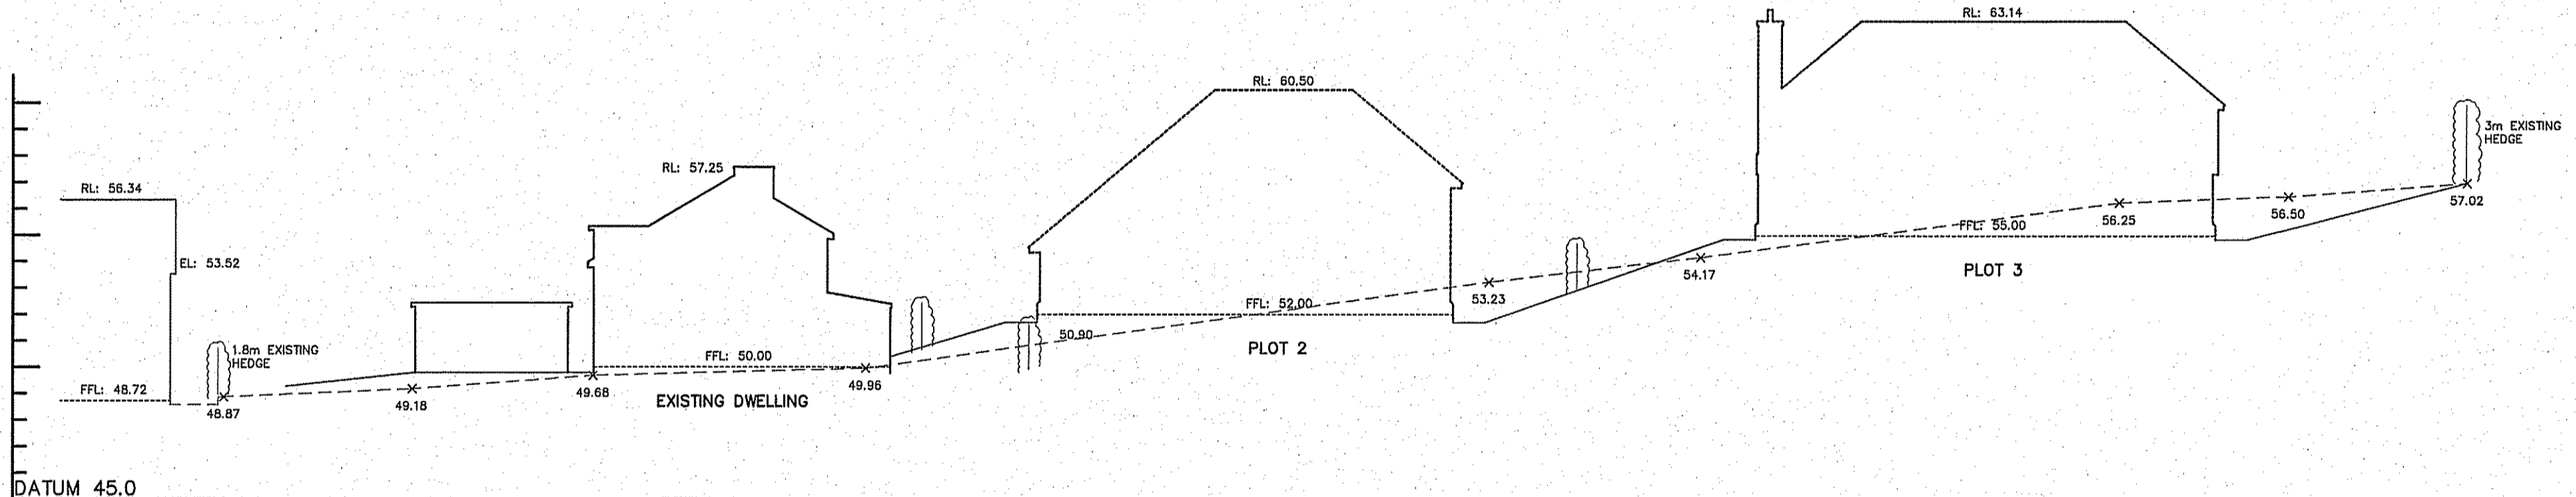 RL: 63.14
RL: 60.50
3m EXISTING
HEDGE
RL: 57.25
RL: 56.34
57.02
56.25
56.50
FFL: 55.00
EL: 53.52
PLOT 3
54.17
53.23
FFL: 52.00
50.90
PLOT 2
1.8m EXISTING
HEDGE
FFL: 50.00
49.96
FFL: 48.72
49.68
EXISTING DWELLING
49.18
48.87
DATUM 45.0